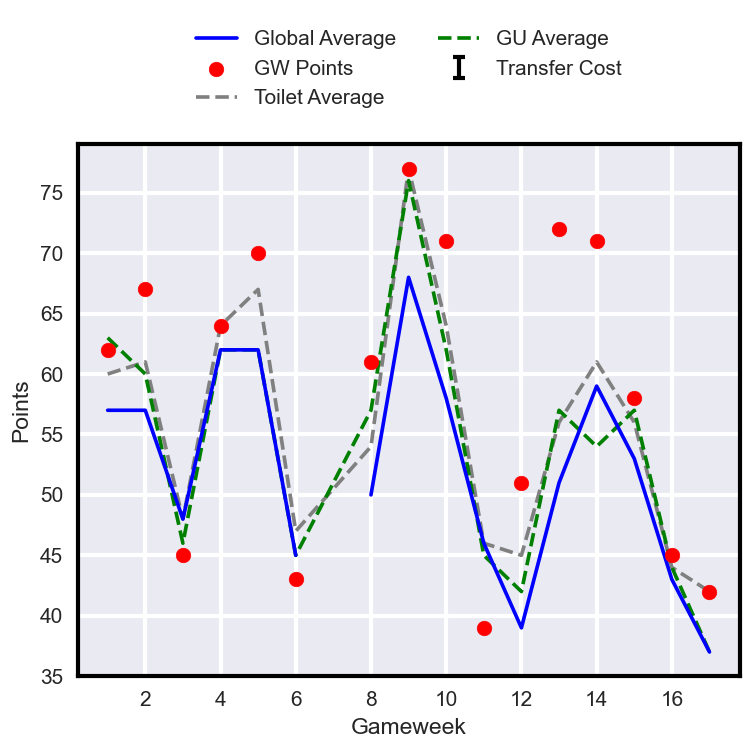 Global Average
GW Points
Toilet Average
GU Average
Transfer Cost
75
70
65
60
55
50
45
40
35
Points
2 4 6 8 10 12 14 16
Gameweek